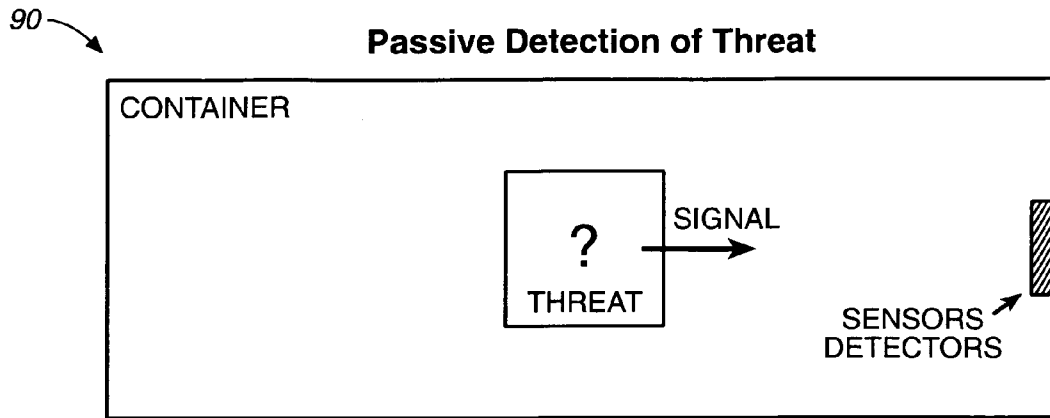 90
Passive Detection of Threat
CONTAINER
?
THREAT
SIGNAL
SENSORS
DETECTORS